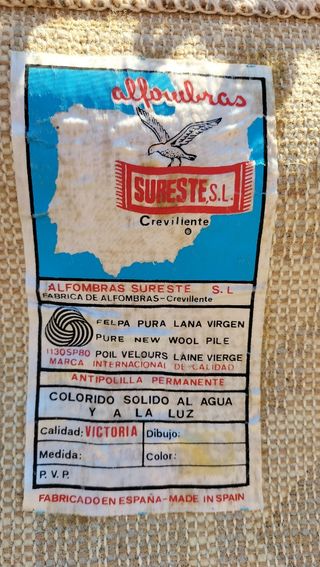 alfombras
SURESTE, S.L.
Crevillente
®
ALFOMBRAS SURESTE S. L
FABRICA DE ALFOMBRAS-Crevillente
FELPA PURA LANA VIRGEN
PURE NEW WOOL PILE
1130SP80 POIL VELOURS LAINE VIERGE
MARCA INTERNACIONAL DE CALIDAD
ANTIPOLILLA PERMANENTE
COLORIDO SOLIDO AL AGUA
Y A LA LUZ
Calidad: VICTORIA Dibujo:
Medida: Color:
P. V. P.
FABRICADO EN ESPAÑA-MADE IN SPAIN